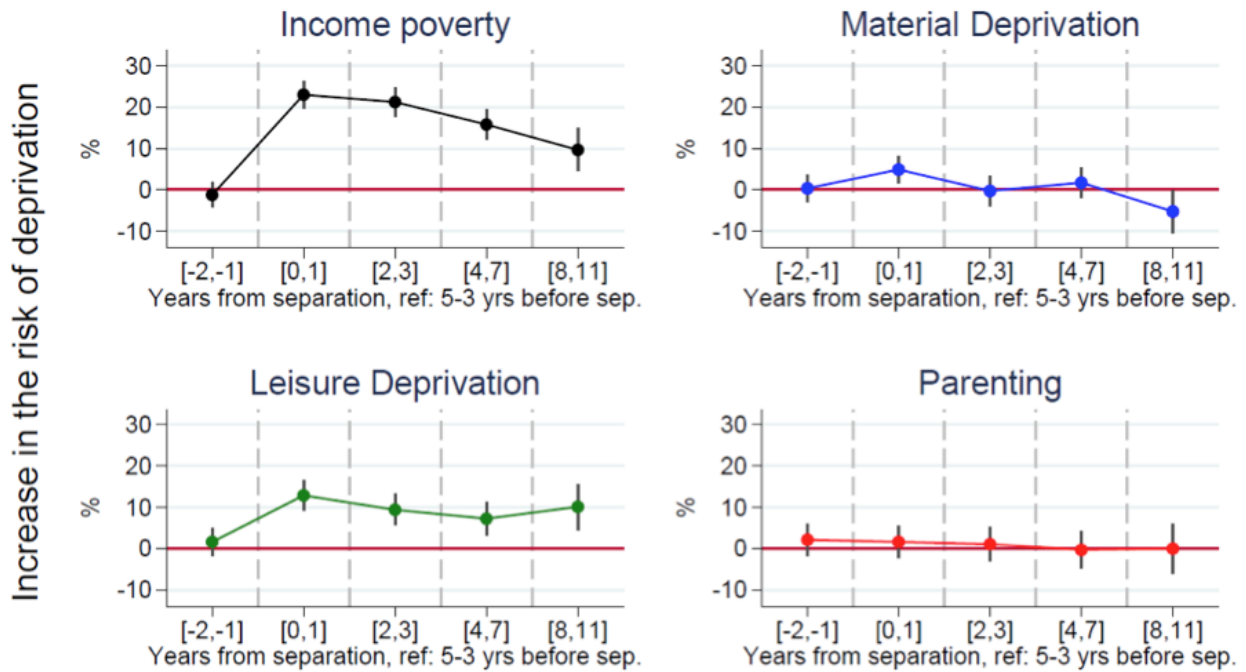 Increase in the risk of deprivation
Income poverty
%
30
20
10
0
-10
[-2,-1] [0,1] [2,3] [4,7] [8,11]
Years from separation, ref: 5-3 yrs before sep.
Material Deprivation
%
30
20
10
0
-10
[-2,-1] [0,1] [2,3] [4,7] [8,11]
Years from separation, ref: 5-3 yrs before sep.
Leisure Deprivation
%
30
20
10
0
-10
[-2,-1] [0,1] [2,3] [4,7] [8,11]
Years from separation, ref: 5-3 yrs before sep.
Parenting
%
30
20
10
0
-10
[-2,-1] [0,1] [2,3] [4,7] [8,11]
Years from separation, ref: 5-3 yrs before sep.